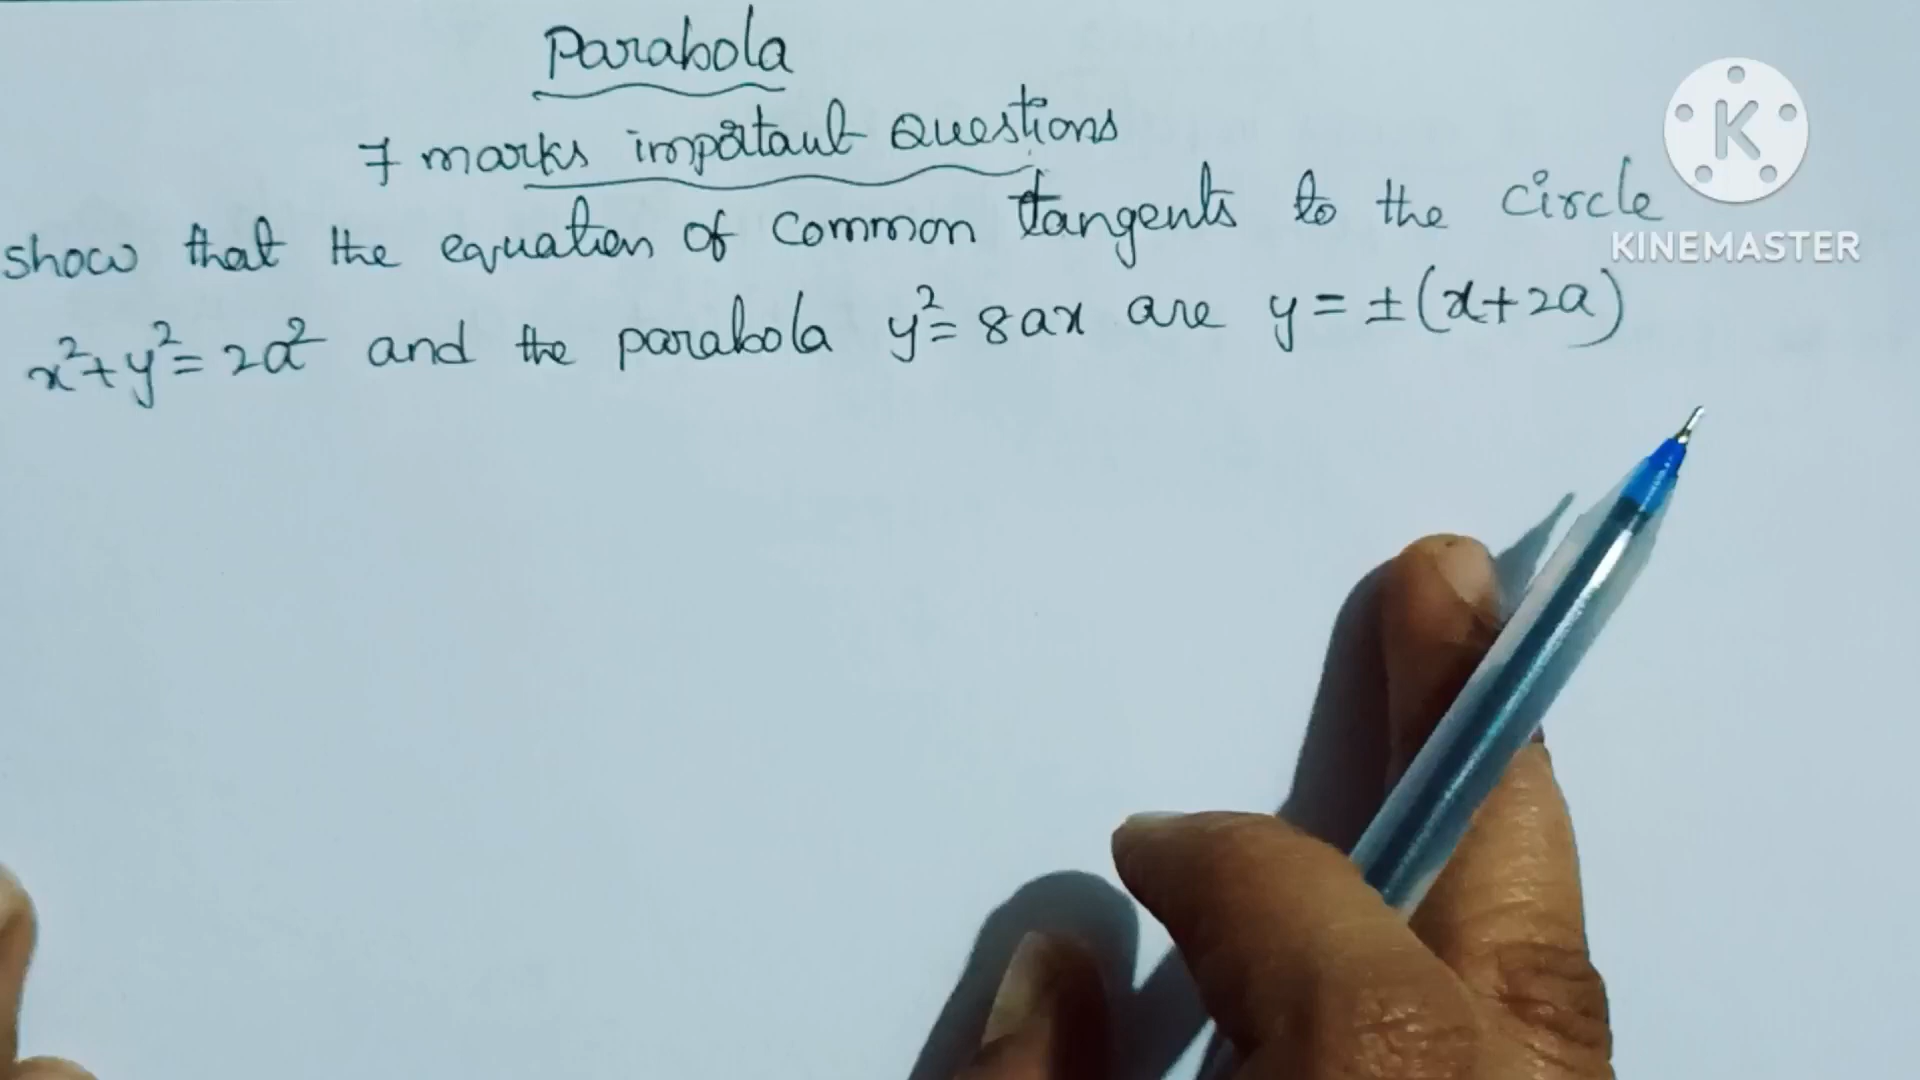 Parabola
7 marks important Questions
show that the equation of common tangents to the circle
x²+y²=2a² and the parabola y²=8ax are y=±(x+2a)
K
KINEMASTER